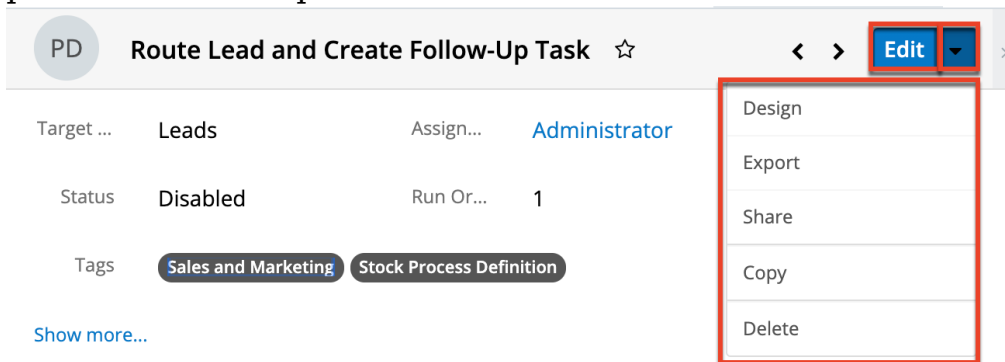 PD Route Lead and Create Follow-Up Task Edit
Design
Target ... Leads Assign... Administrator
Export
Status Disabled Run Or... 1
Share
Tags Sales and Marketing Stock Process Definition
Copy
Delete
Show more...